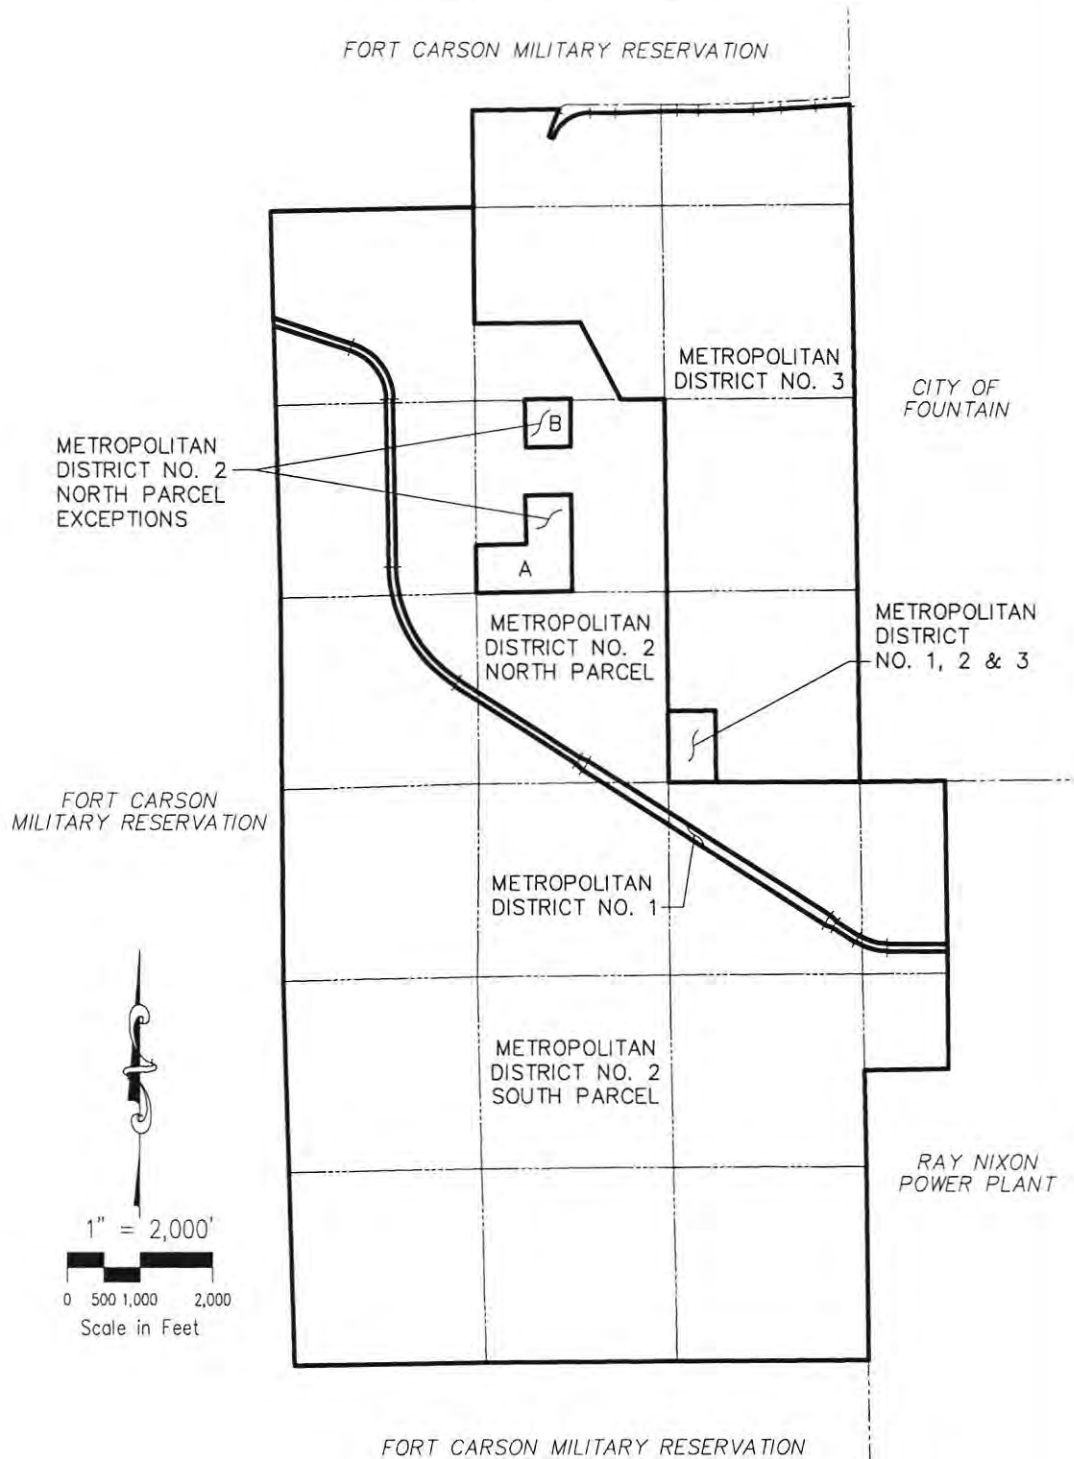 FORT CARSON MILITARY RESERVATION
METROPOLITAN
DISTRICT NO. 3
CITY OF
FOUNTAIN
METROPOLITAN
DISTRICT NO. 2
NORTH PARCEL
EXCEPTIONS
B
A
METROPOLITAN
DISTRICT NO. 2
NORTH PARCEL
METROPOLITAN
DISTRICT
NO. 1, 2 & 3
FORT CARSON
MILITARY RESERVATION
METROPOLITAN
DISTRICT NO. 1
METROPOLITAN
DISTRICT NO. 2
SOUTH PARCEL
RAY NIXON
POWER PLANT
1" = 2,000'
0 500 1,000 2,000
Scale in Feet
FORT CARSON MILITARY RESERVATION